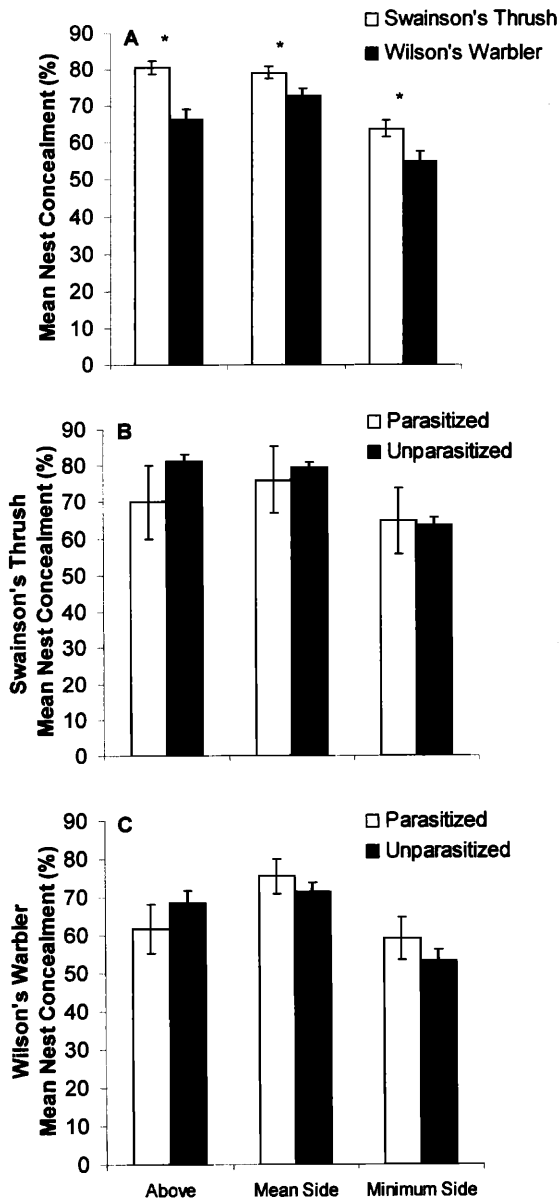 A
*
*
*
Swainson's Thrush
Wilson's Warbler
Mean Nest Concealment (%)
90
80
70
60
50
40
30
20
10
0
B
Parasitized
Unparasitized
Swainson's Thrush
Mean Nest Concealment (%)
90
80
70
60
50
40
30
20
10
0
C
Parasitized
Unparasitized
Wilson's Warbler
Mean Nest Concealment (%)
90
80
70
60
50
40
30
20
10
0
Above Mean Side Minimum Side